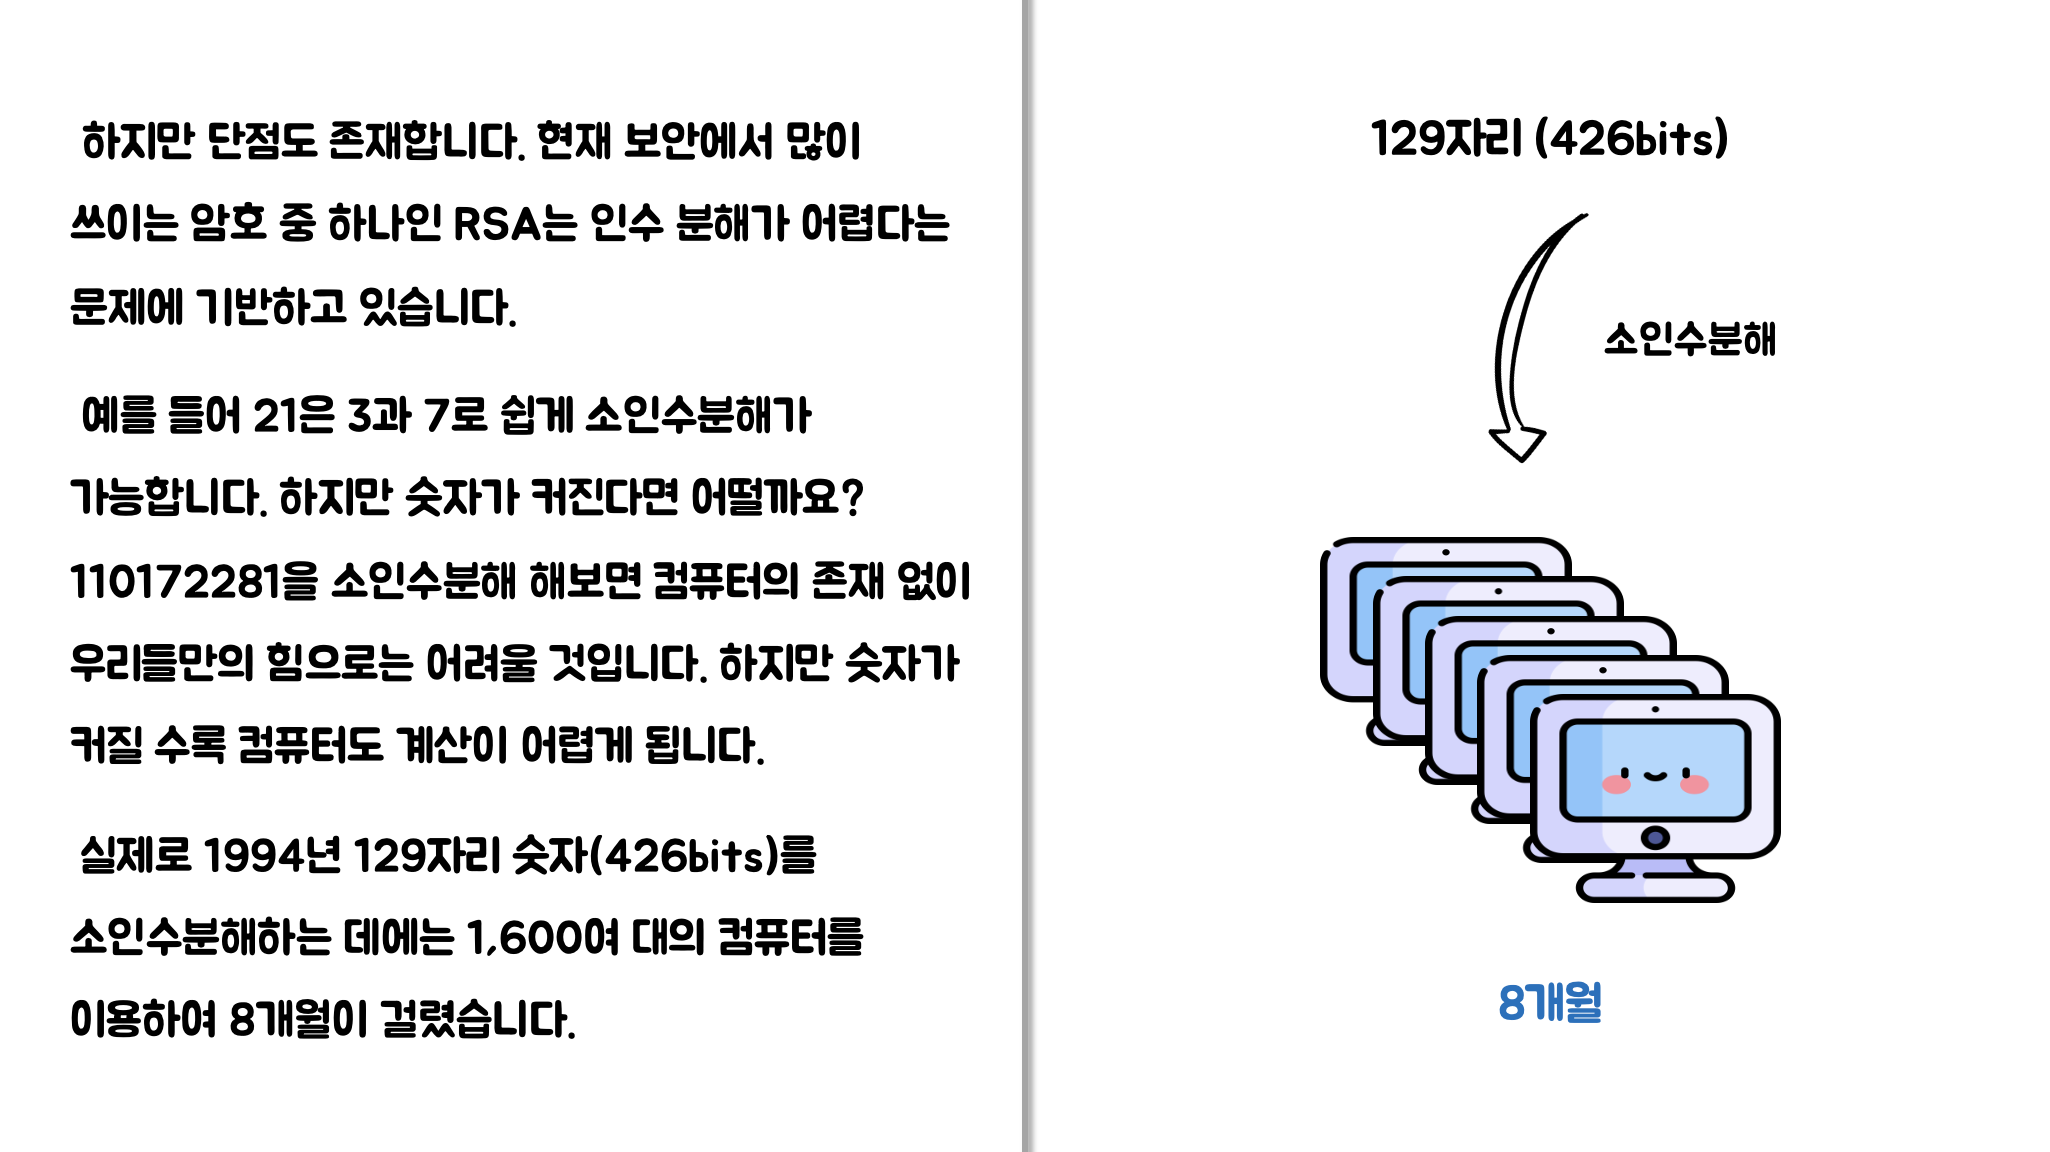 하지만 단점도 존재합니다. 현재 보안에서 많이
쓰이는 암호 중 하나인 RSA는 인수 분해가 어렵다는
문제에 기반하고 있습니다.
예를 들어 21은 3과 7로 쉽게 소인수분해가
가능합니다. 하지만 숫자가 커진다면 어떨까요?
110172281을 소인수분해 해보면 컴퓨터의 존재 없이
우리들만의 힘으로는 어려울 것입니다. 하지만 숫자가
커질 수록 컴퓨터도 계산이 어렵게 됩니다.
실제로 1994년 129자리 숫자(426bits)를
소인수분해하는 데에는 1,600여 대의 컴퓨터를
이용하여 8개월이 걸렸습니다.
129자리 (426bits)
소인수분해
8개월